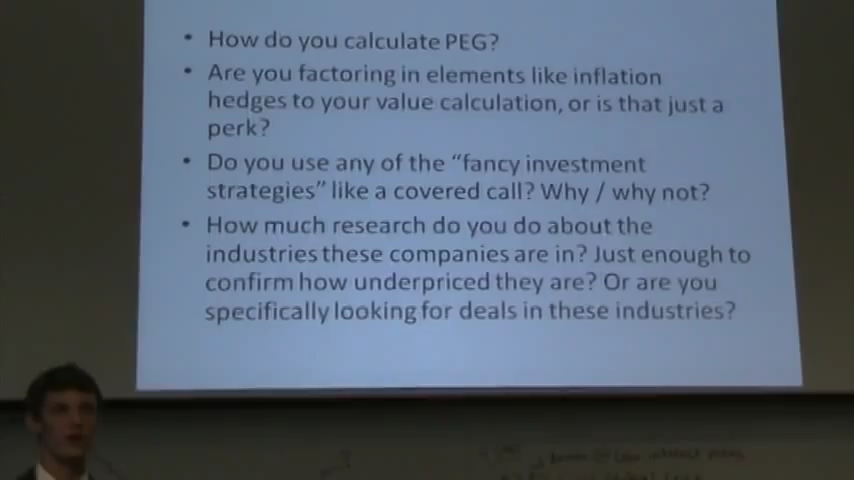 • How do you calculate PEG?
• Are you factoring in elements like inflation
hedges to your value calculation, or is that just a
perk?
• Do you use any of the “fancy investment
strategies” like a covered call? Why / why not?
• How much research do you do about the
industries these companies are in? Just enough to
confirm how underpriced they are? Or are you
specifically looking for deals in these industries?
low interest